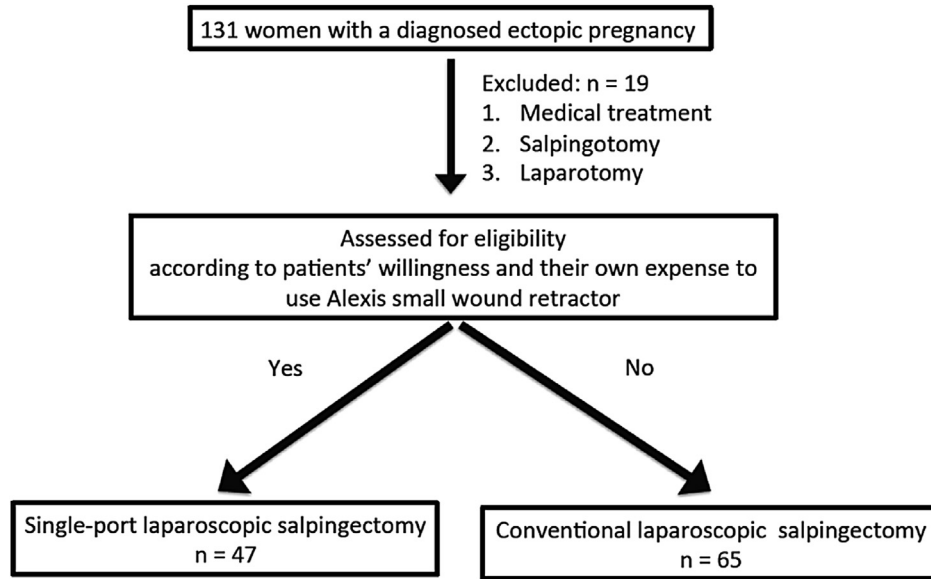 131 women with a diagnosed ectopic pregnancy
Excluded: n = 19
1. Medical treatment
2. Salpingotomy
3. Laparotomy
Assessed for eligibility
according to patients’ willingness and their own expense to
use Alexis small wound retractor
Yes
No
Single-port laparoscopic salpingectomy
n = 47
Conventional laparoscopic salpingectomy
n = 65